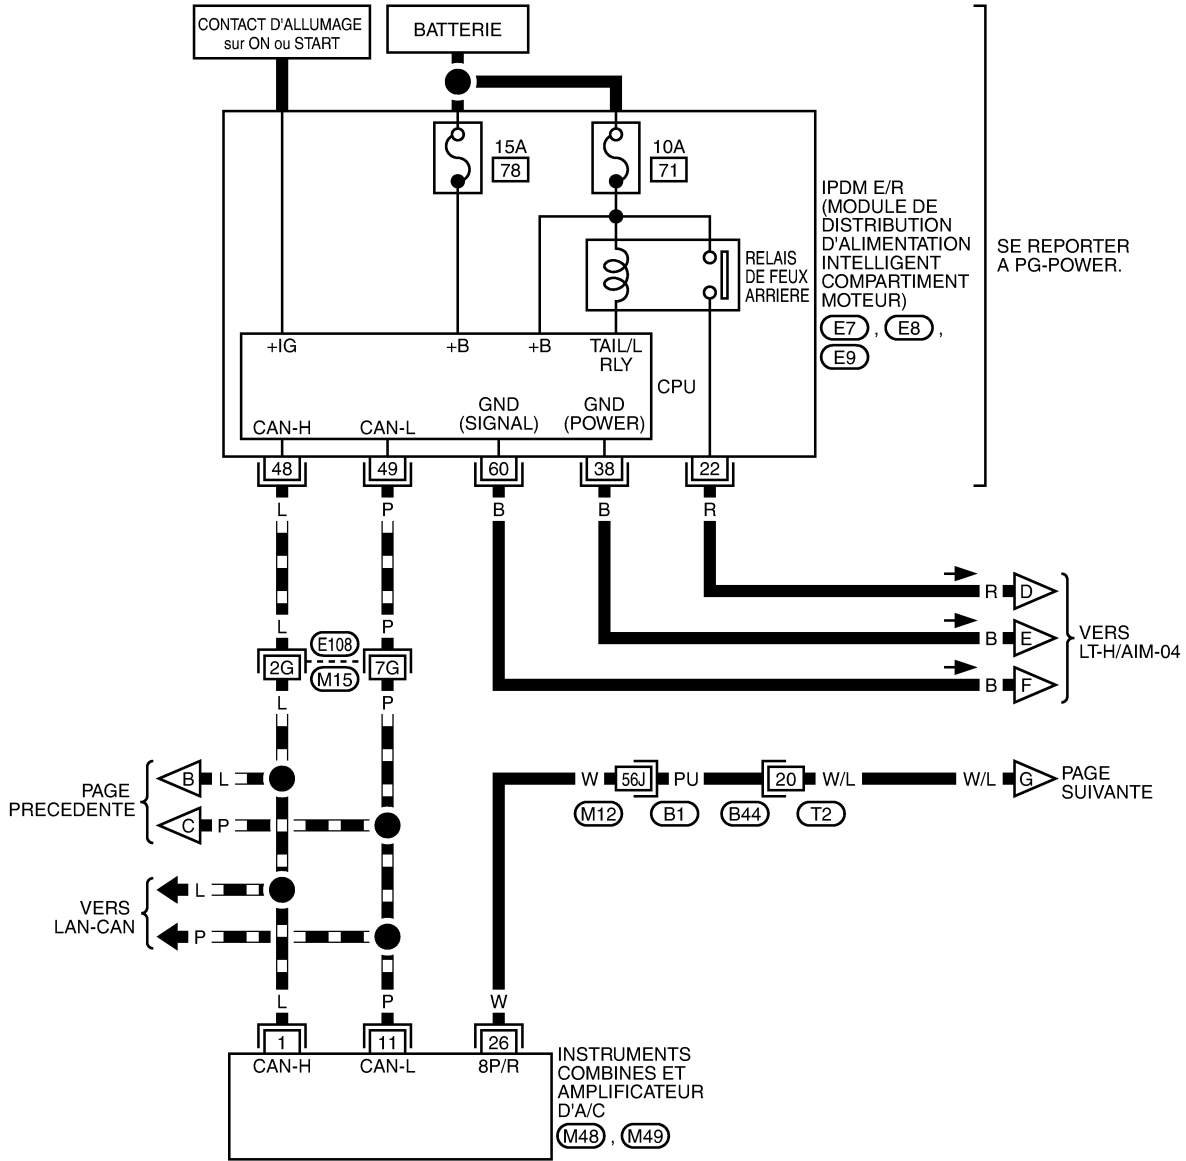 CONTACT D'ALLUMAGE
sur ON ou START
BATTERIE
15A
78
10A
71
IPDM E/R
(MODULE DE
DISTRIBUTION
D'ALIMENTATION
INTELLIGENT
COMPARTIMENT
MOTEUR)
E7 , E8 ,
E9
SE REPORTER
A PG-POWER.
RELAIS
DE FEUX
ARRIERE
+IG
+B
+B
TAIL/L
RLY
CPU
CAN-H
CAN-L
GND
(SIGNAL)
GND
(POWER)
48
49
60
38
22
L
P
B
B
R
R
D
B
E
B
F
VERS
LT-H/AIM-04
L
P
E108
2G
7G
M15
L
P
PAGE
PRECEDENTE
B
L
C
P
W
56J
PU
20
W/L
W/L
G
PAGE
SUIVANTE
M12
B1
B44
T2
VERS
LAN-CAN
L
P
L
P
W
1
11
26
CAN-H
CAN-L
8P/R
INSTRUMENTS
COMBINES ET
AMPLIFICATEUR
D'A/C
M48 , M49